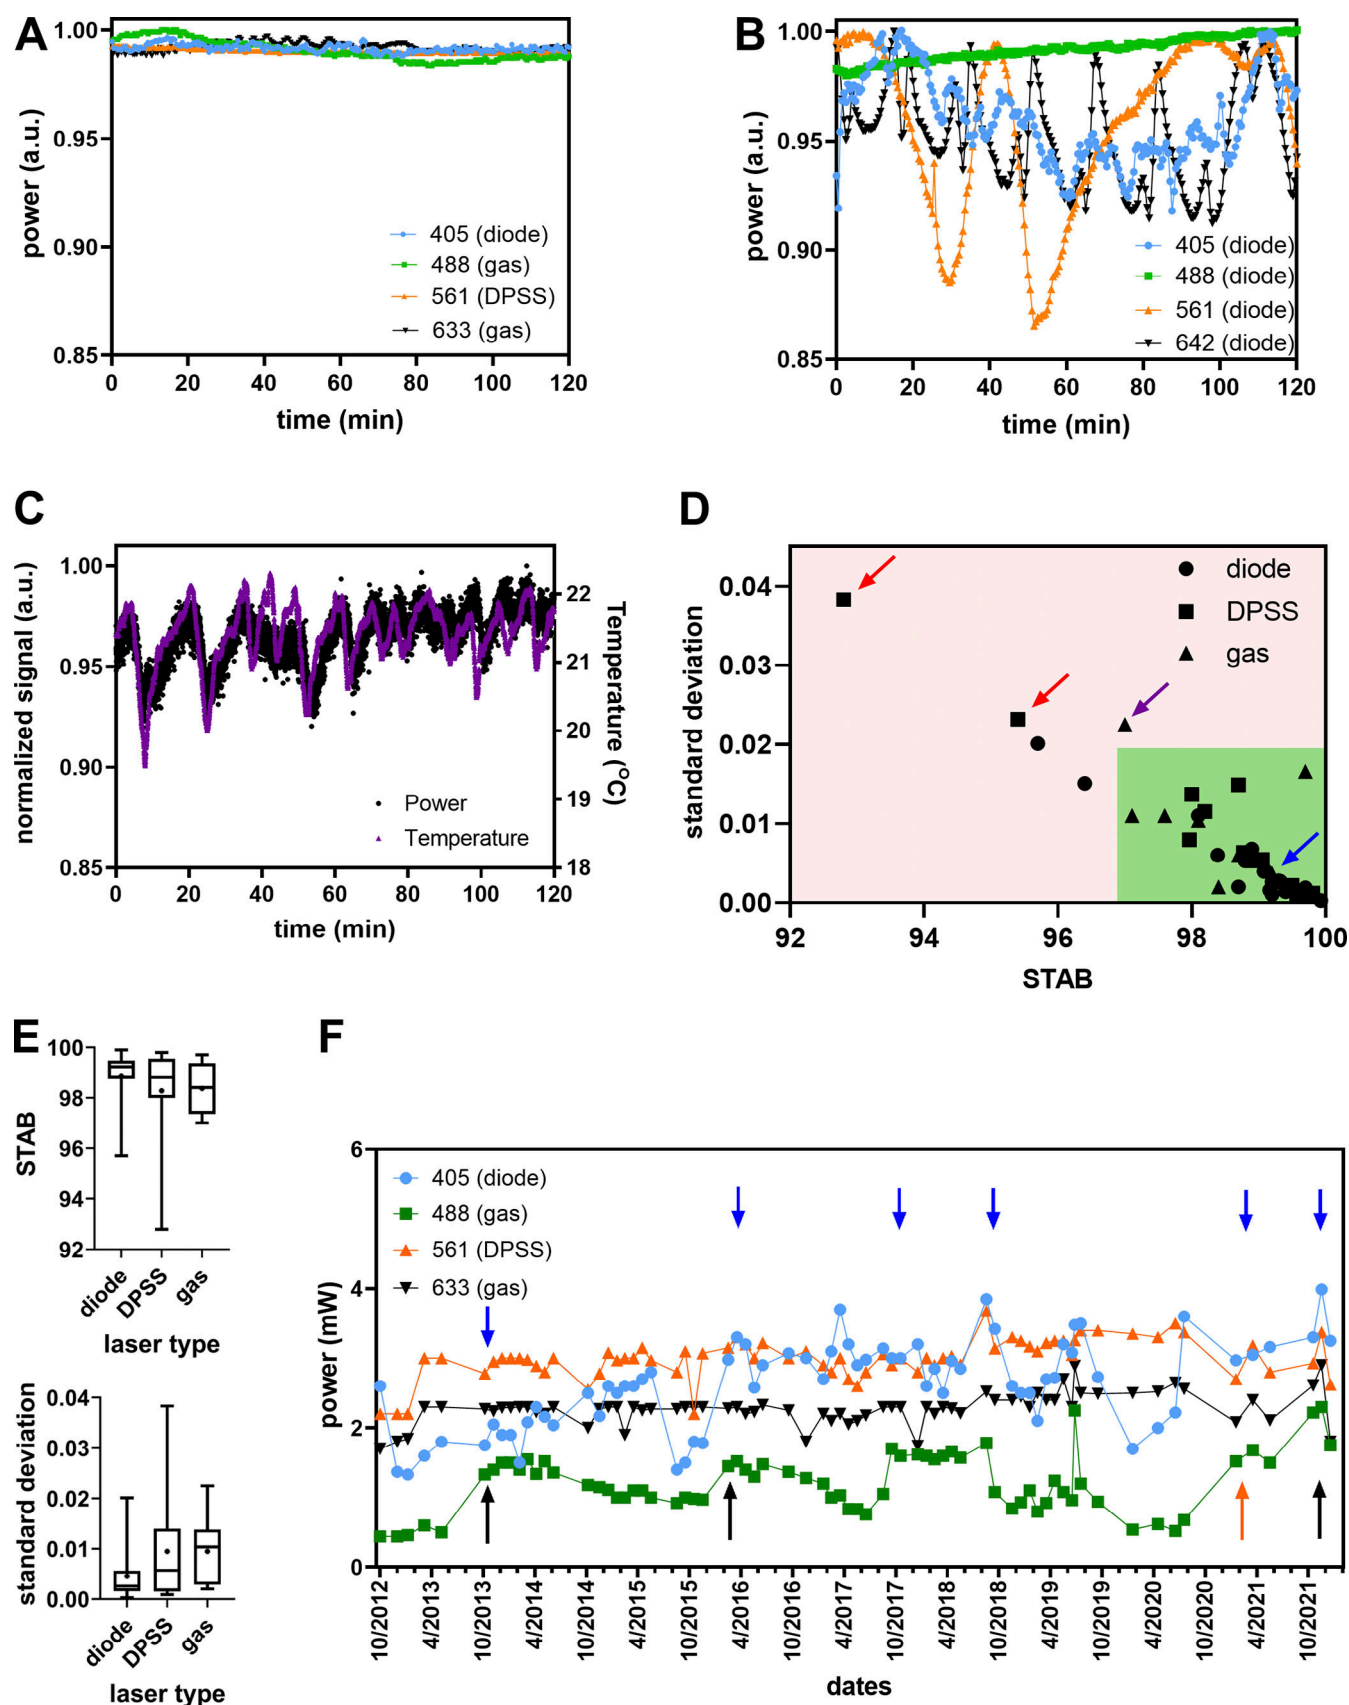 A
1.00
0.95
0.90
0.85
power (a.u.)
405 (diode)
488 (gas)
561 (DPSS)
633 (gas)
0 20 40 60 80 100 120
time (min)
B
1.00
0.95
0.90
0.85
power (a.u.)
405 (diode)
488 (diode)
561 (diode)
642 (diode)
0 20 40 60 80 100 120
time (min)
C
1.00
0.95
0.90
0.85
normalized signal (a.u.)
22
21
20
19
18
Temperature (°C)
Power
Temperature
0 20 40 60 80 100 120
time (min)
D
0.04
0.03
0.02
0.01
0.00
standard deviation
diode
DPSS
gas
92 94 96 98 100
STAB
E
100
98
96
94
92
STAB
diode DPSS gas
laser type
0.04
0.03
0.02
0.01
0.00
standard deviation
diode DPSS gas
laser type
F
6
4
2
0
power (mW)
405 (diode)
488 (gas)
561 (DPSS)
633 (gas)
10/2012 4/2013 10/2013 4/2014 10/2014 4/2015 10/2015 4/2016 10/2016 4/2017 10/2017 4/2018 10/2018 4/2019 10/2019 4/2020 10/2020 4/2021 10/2021
dates